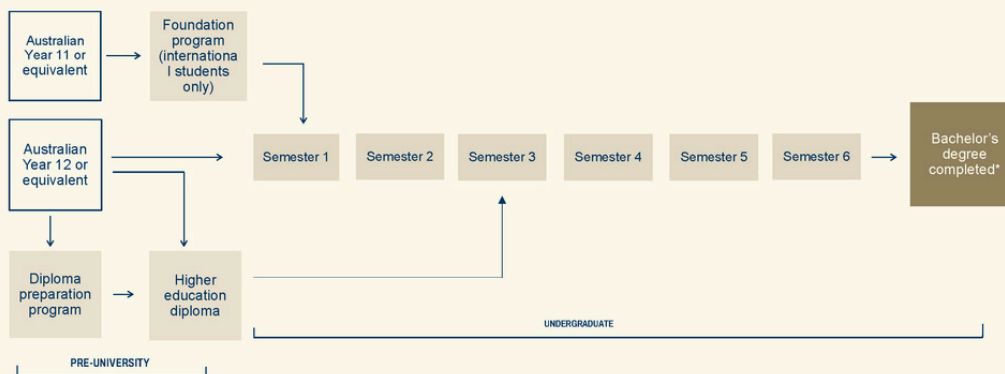 Australian
Year 11 or
equivalent
Foundation
program
(internationa
l students
only)
Australian
Year 12 or
equivalent
Semester 1
Semester 2
Semester 3
Semester 4
Semester 5
Semester 6
Bachelor's
degree
completed*
Diploma
preparation
program
Higher
education
diploma
UNDERGRADUATE
PRE-UNIVERSITY